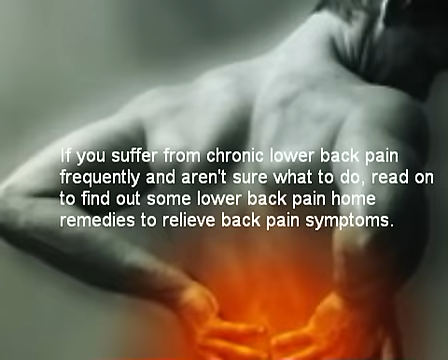 If you suffer from chronic lower back pain
frequently and aren't sure what to do, read on
to find out some lower back pain home
remedies to relieve back pain symptoms.